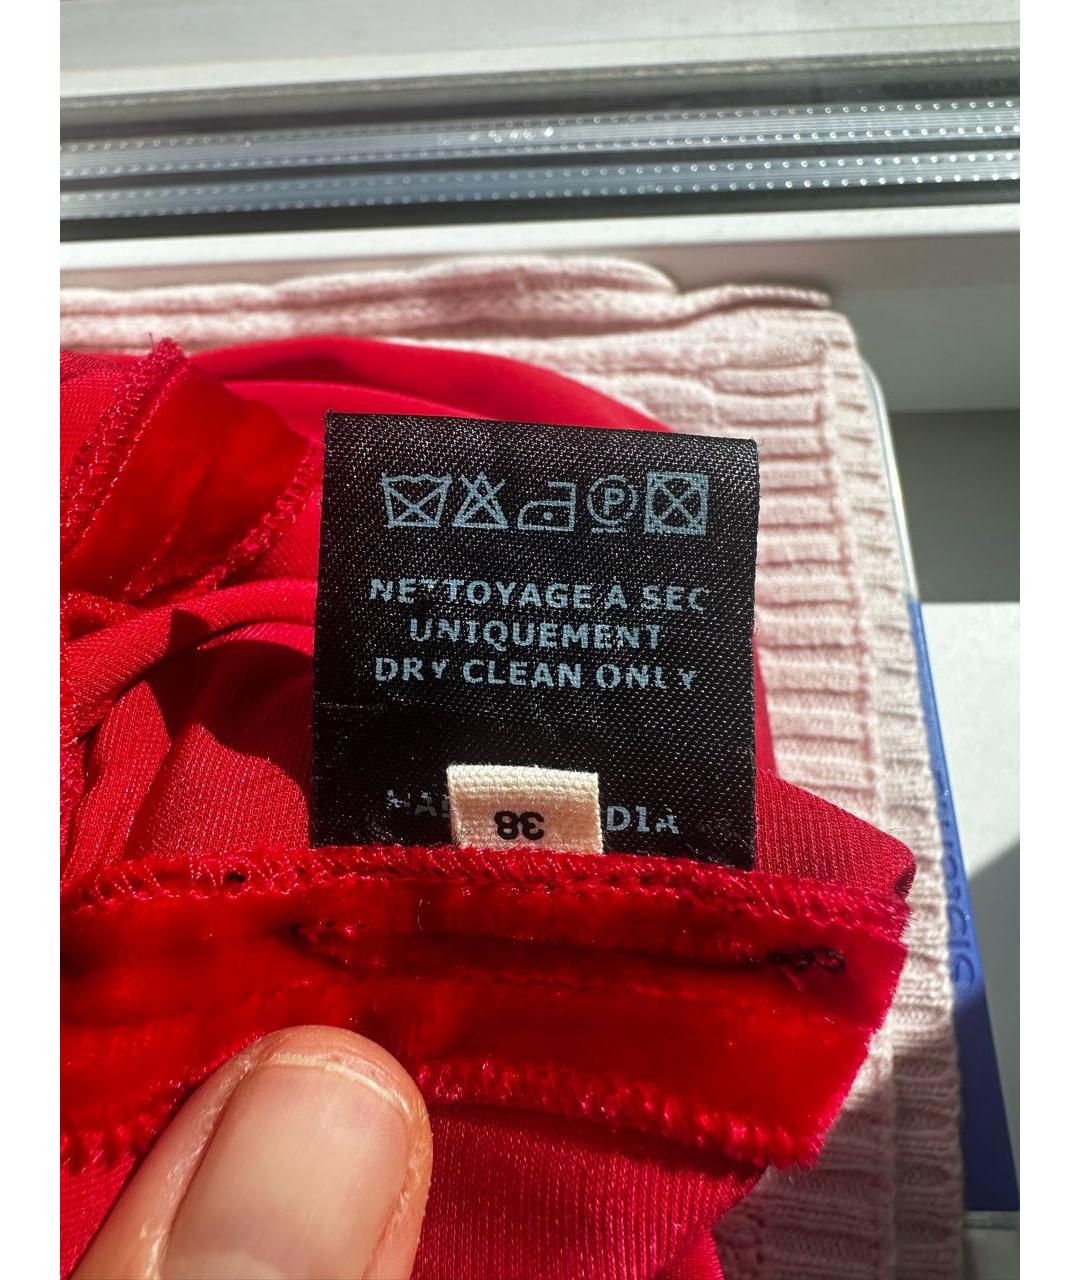 NETTOYAGE A SEC
UNIQUEMENT
DRY CLEAN ONLY
38